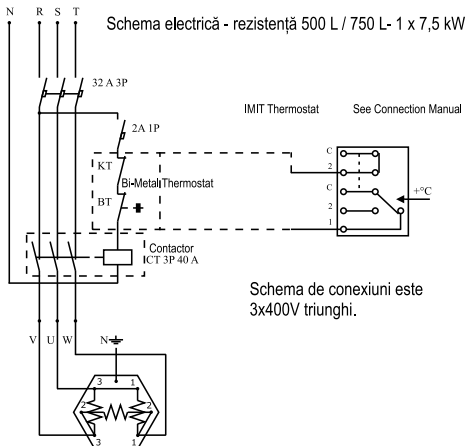 Schema electrică - rezistență 500 L / 750 L- 1 x 7,5 kW
N R S T
32 A 3P
2A 1P
IMIT Thermostat
See Connection Manual
KT
Bi-Metal Thermostat
BT
C
2
C
2
1
+°C
Contactor
CT 3P 40 A
Schema de conexiuni este
3x400V triunghi.
V U W N
3 1
2 2
3 1